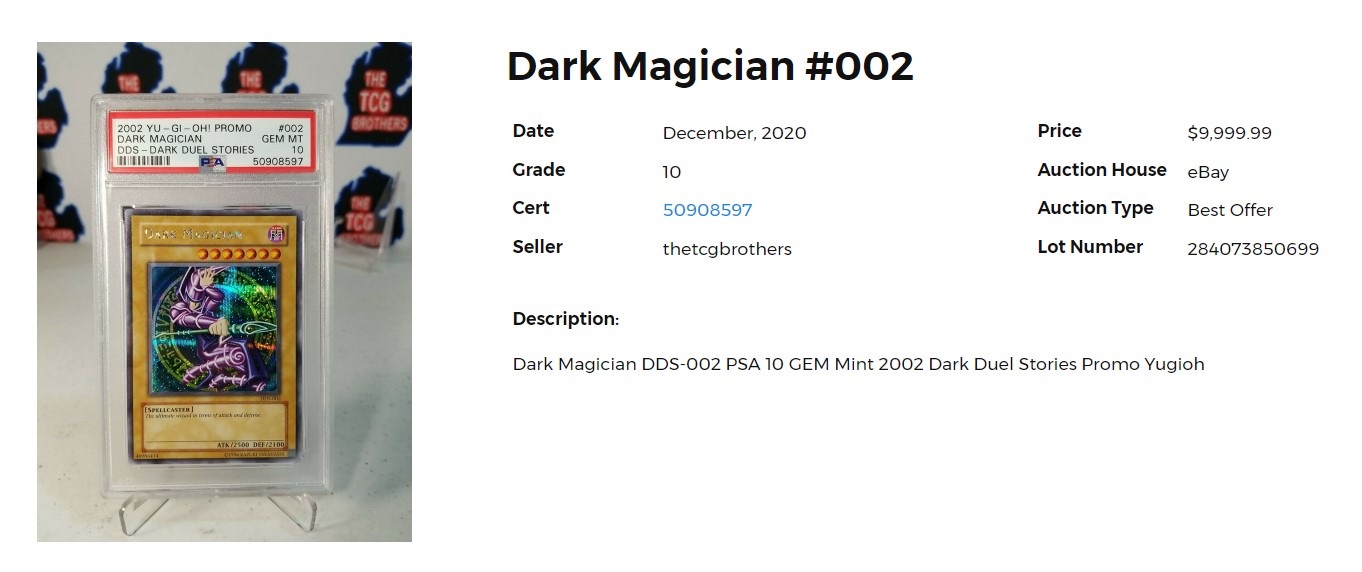 THE
TCG
BROTHERS
THE
TCG
BROTHERS
2002 YU-GI-OH! PROMO #002
DARK MAGICIAN GEM MT
DDS-DARK DUEL STORIES 10
PSA 50908597
Dark Magician
[SPELLCASTER]
The ultimate wizard in terms of attack and defense.
ATK/2500 DEF/2100
Dark Magician #002
Date December, 2020
Price $9,999.99
Grade 10
Auction House eBay
Cert 50908597
Auction Type Best Offer
Seller thetcgbrothers
Lot Number 284073850699
Description:
Dark Magician DDS-002 PSA 10 GEM Mint 2002 Dark Duel Stories Promo Yugioh